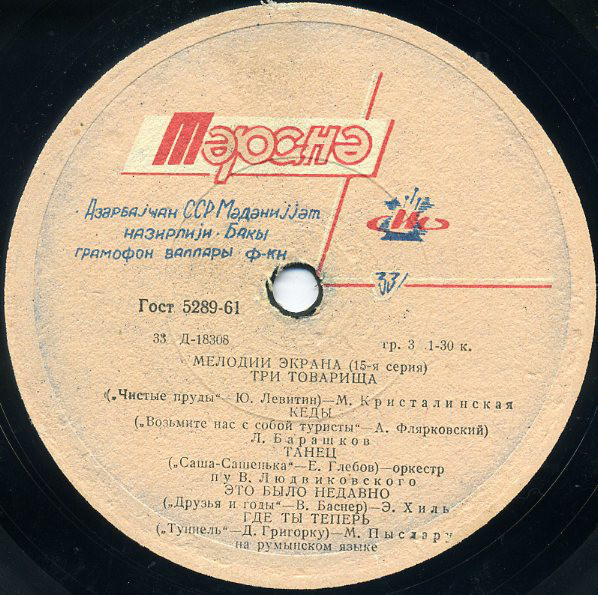 Тәранә
Азәрбајҹан ССР Мәдәнијјәт
назирлији · Бакы
грамофон валлары ф-кн
33
Гост 5289-61
33 Д-18308 гр. 3 1-30 к.
МЕЛОДИИ ЭКРАНА (15-я серия)
ТРИ ТОВАРИЩА
(„Чистые пруды“—Ю. Левитин)—М. Кристалинская
КЕДЫ
(„Возьмите нас с собой туристы“—А. Флярковский)
Л. Барашков
ТАНЕЦ
(„Саша-Сашенька“—Е. Глебов)—оркестр
п\у В. Людвиковского
ЭТО БЫЛО НЕДАВНО
(„Друзья и годы“—В. Баснер)—Э. Хиль
ГДЕ ТЫ ТЕПЕРЬ
(„Туннель“—Д. Григорку)—М. Пыслару
на румынском языке